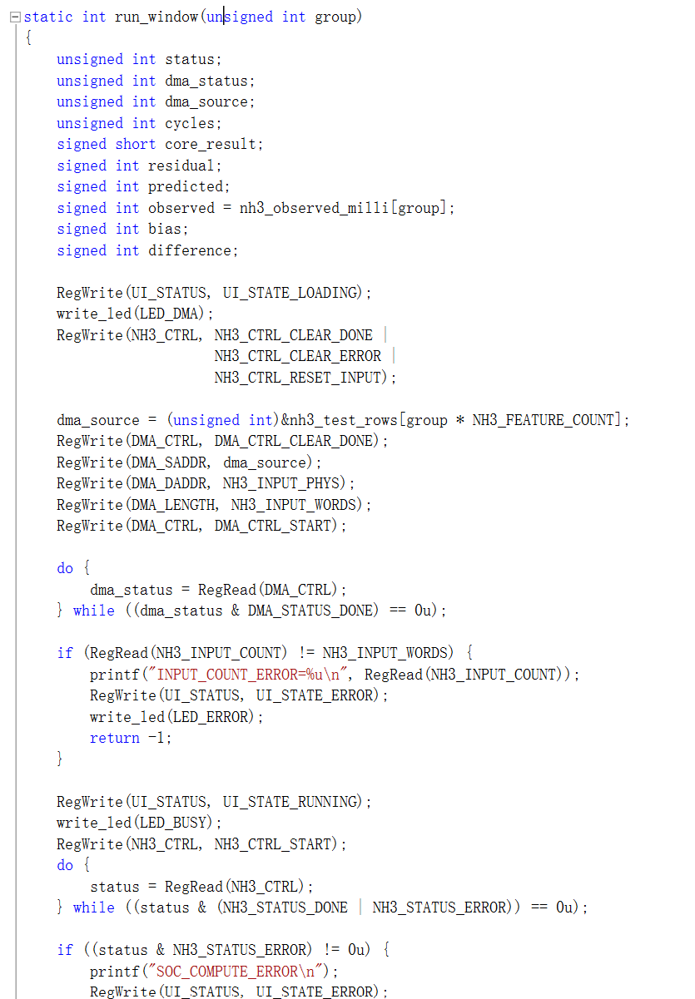 static int run_window(unsigned int group)
{
    unsigned int status;
    unsigned int dma_status;
    unsigned int dma_source;
    unsigned int cycles;
    signed short core_result;
    signed int residual;
    signed int predicted;
    signed int observed = nh3_observed_milli[group];
    signed int bias;
    signed int difference;

    RegWrite(UI_STATUS, UI_STATE_LOADING);
    write_led(LED_DMA);
    RegWrite(NH3_CTRL, NH3_CTRL_CLEAR_DONE |
                       NH3_CTRL_CLEAR_ERROR |
                       NH3_CTRL_RESET_INPUT);

    dma_source = (unsigned int)&nh3_test_rows[group * NH3_FEATURE_COUNT];
    RegWrite(DMA_CTRL, DMA_CTRL_CLEAR_DONE);
    RegWrite(DMA_SADDR, dma_source);
    RegWrite(DMA_DADDR, NH3_INPUT_PHYS);
    RegWrite(DMA_LENGTH, NH3_INPUT_WORDS);
    RegWrite(DMA_CTRL, DMA_CTRL_START);

    do {
        dma_status = RegRead(DMA_CTRL);
    } while ((dma_status & DMA_STATUS_DONE) == 0u);

    if (RegRead(NH3_INPUT_COUNT) != NH3_INPUT_WORDS) {
        printf("INPUT_COUNT_ERROR=%u\n", RegRead(NH3_INPUT_COUNT));
        RegWrite(UI_STATUS, UI_STATE_ERROR);
        write_led(LED_ERROR);
        return -1;
    }

    RegWrite(UI_STATUS, UI_STATE_RUNNING);
    write_led(LED_BUSY);
    RegWrite(NH3_CTRL, NH3_CTRL_START);
    do {
        status = RegRead(NH3_CTRL);
    } while ((status & (NH3_STATUS_DONE | NH3_STATUS_ERROR)) == 0u);

    if ((status & NH3_STATUS_ERROR) != 0u) {
        printf("SOC_COMPUTE_ERROR\n");
        RegWrite(UI_STATUS, UI_STATE_ERROR);